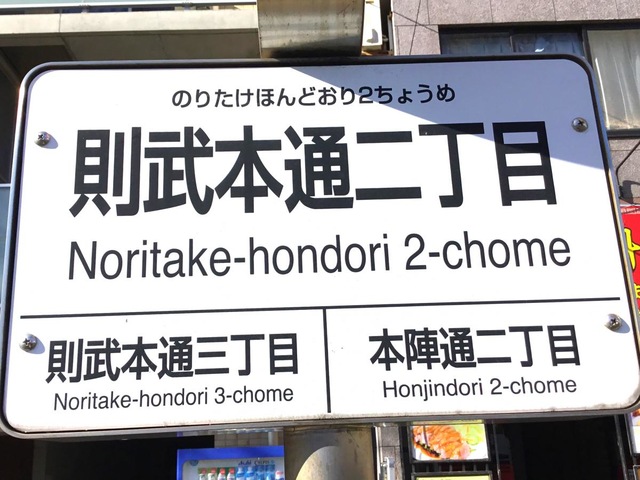 のりたけほんどおり2ちょうめ
則武本通二丁目
Noritake-hondori 2-chome
則武本通三丁目
Noritake-hondori 3-chome
本陣通二丁目
Honjindori 2-chome